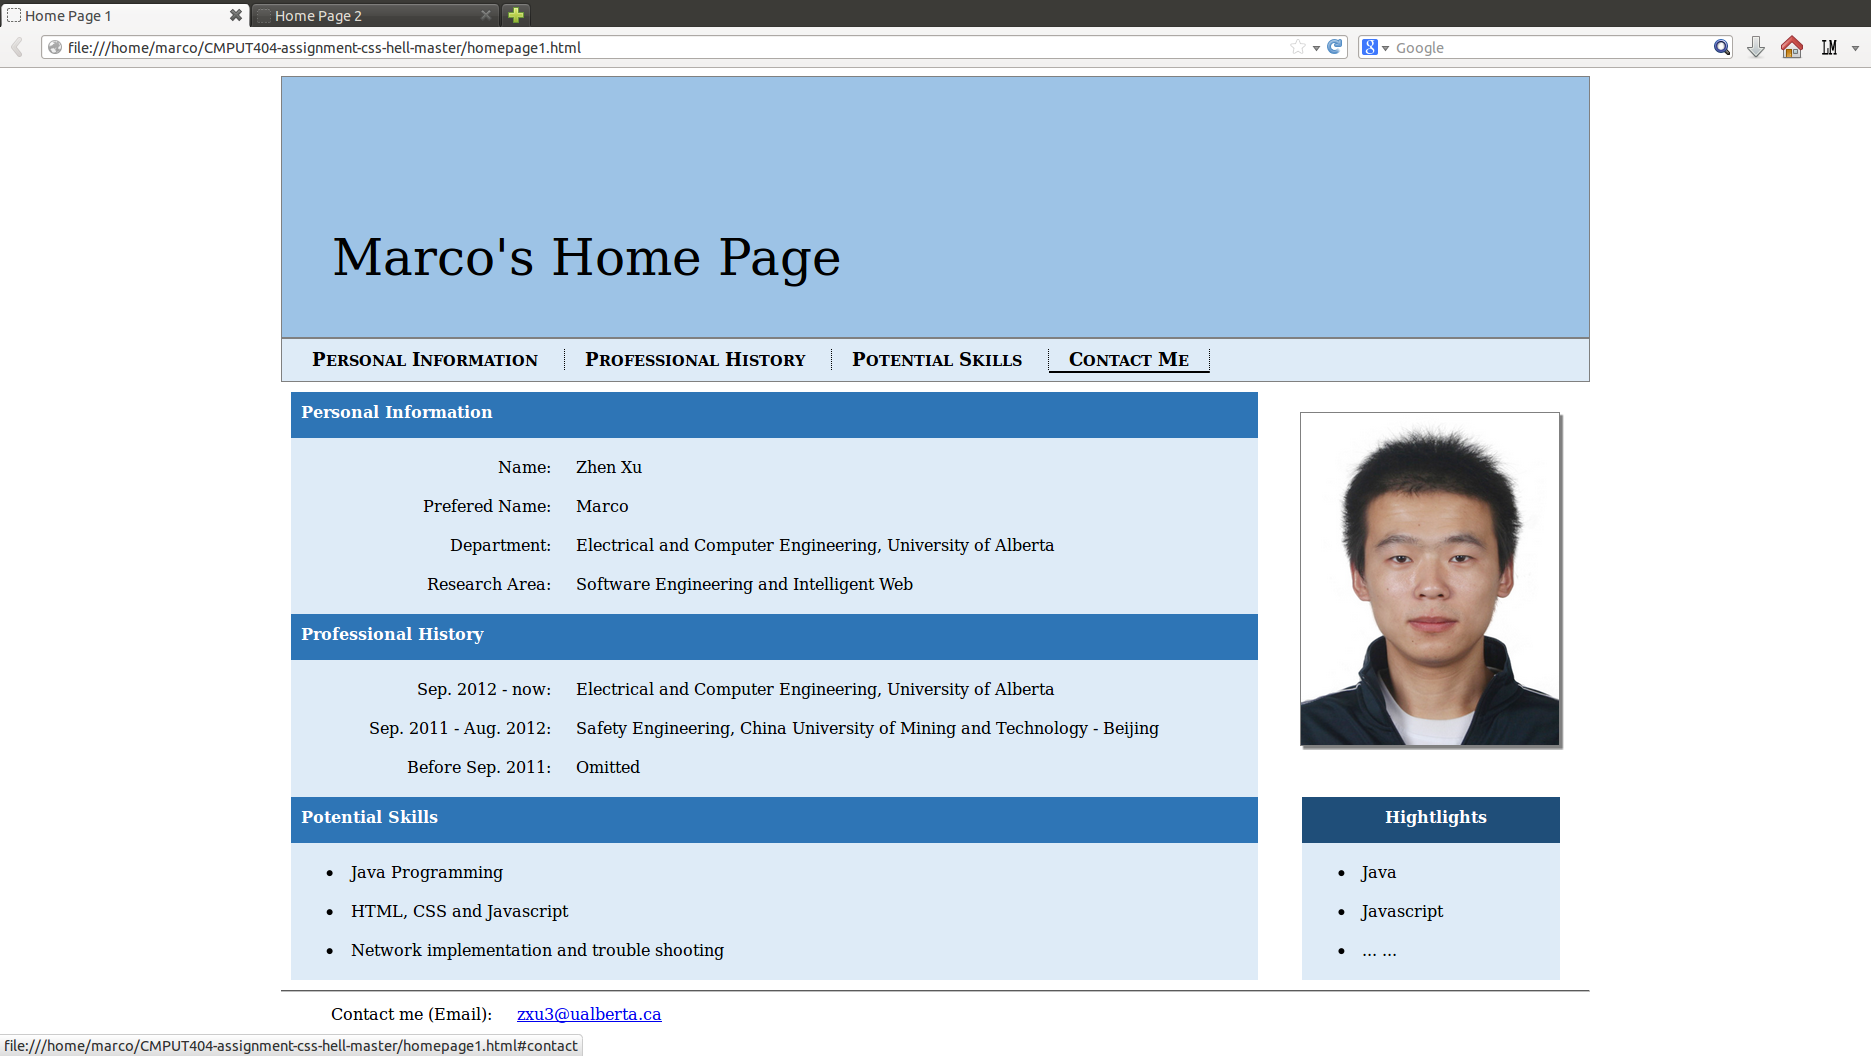 Home Page 1
Home Page 2
file:///home/marco/CMPUT404-assignment-css-hell-master/homepage1.html
8
Google
LM
Marco's Home Page
Personal Information
Professional History
Potential Skills
Contact Me
Personal Information
Name: Zhen Xu
Prefered Name: Marco
Department: Electrical and Computer Engineering, University of Alberta
Research Area: Software Engineering and Intelligent Web
Professional History
Sep. 2012 - now: Electrical and Computer Engineering, University of Alberta
Sep. 2011 - Aug. 2012: Safety Engineering, China University of Mining and Technology - Beijing
Before Sep. 2011: Omitted
Potential Skills
• Java Programming
• HTML, CSS and Javascript
• Network implementation and trouble shooting
Hightlights
• Java
• Javascript
• ... ...
Contact me (Email): zxu3@ualberta.ca
file:///home/marco/CMPUT404-assignment-css-hell-master/homepage1.html#contact